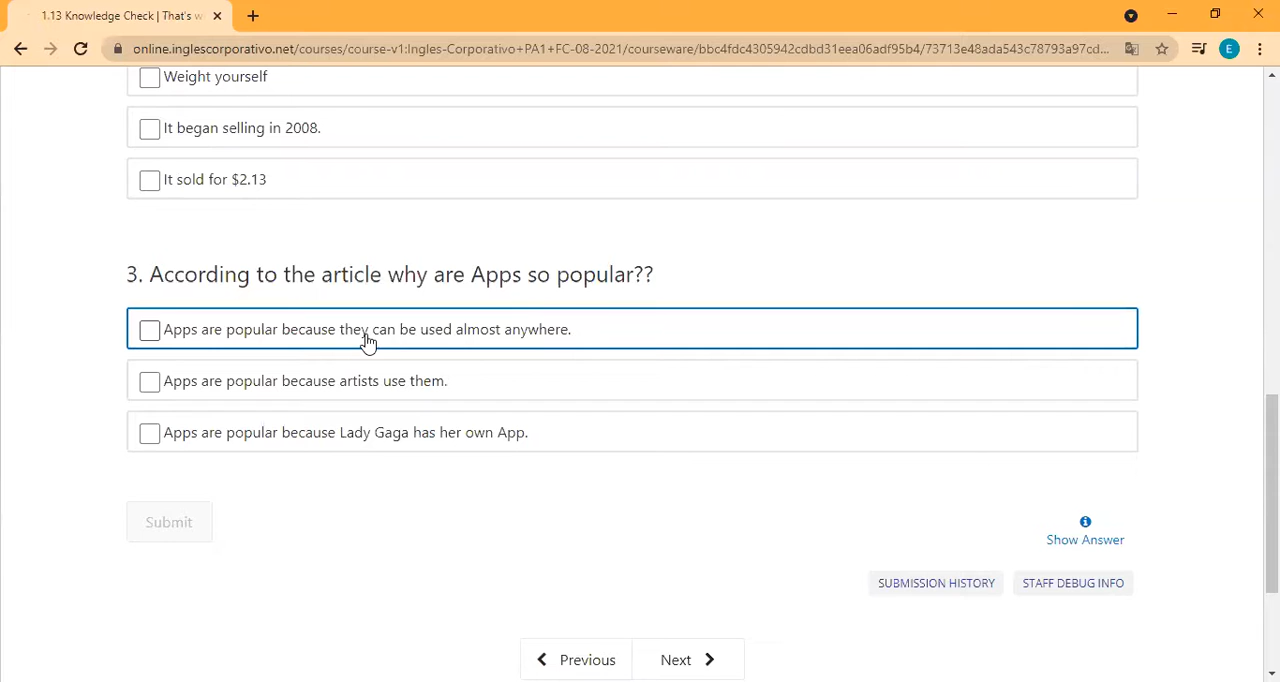 1.13 Knowledge Check | That's w
online.inglescorporativo.net/courses/course-v1:Ingles-Corporativo+PA1+FC-08-2021/courseware/bbc4fdc4305942cdbd31eea06adf95b4/73713e48ada543c78793a97cd...
E
Weight yourself
It began selling in 2008.
It sold for $2.13
3. According to the article why are Apps so popular??
Apps are popular because they can be used almost anywhere.
Apps are popular because artists use them.
Apps are popular because Lady Gaga has her own App.
Submit
Show Answer
SUBMISSION HISTORY STAFF DEBUG INFO
Previous Next